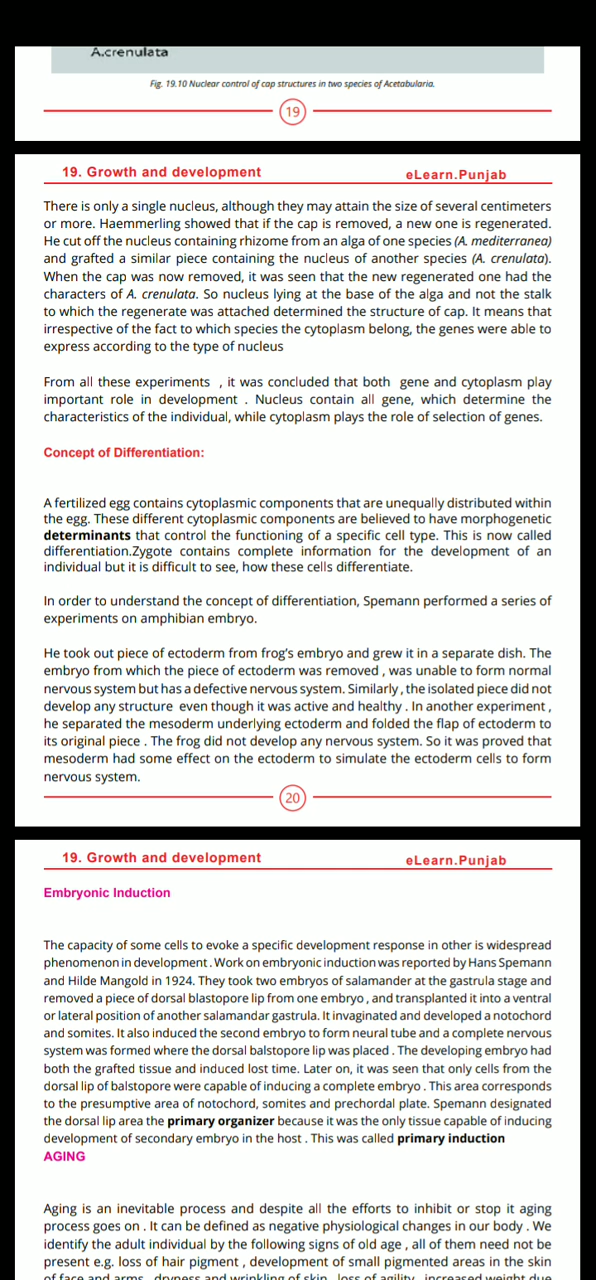 A.crenulata
Fig. 19.10 Nuclear control of cap structures in two species of Acetabularia.
19
19. Growth and development eLearn.Punjab
There is only a single nucleus, although they may attain the size of several centimeters
or more. Haemmerling showed that if the cap is removed, a new one is regenerated.
He cut off the nucleus containing rhizome from an alga of one species (A. mediterranea)
and grafted a similar piece containing the nucleus of another species (A. crenulata).
When the cap was now removed, it was seen that the new regenerated one had the
characters of A. crenulata. So nucleus lying at the base of the alga and not the stalk
to which the regenerate was attached determined the structure of cap. It means that
irrespective of the fact to which species the cytoplasm belong, the genes were able to
express according to the type of nucleus
From all these experiments , it was concluded that both gene and cytoplasm play
important role in development . Nucleus contain all gene, which determine the
characteristics of the individual, while cytoplasm plays the role of selection of genes.
Concept of Differentiation:
A fertilized egg contains cytoplasmic components that are unequally distributed within
the egg. These different cytoplasmic components are believed to have morphogenetic
determinants that control the functioning of a specific cell type. This is now called
differentiation.Zygote contains complete information for the development of an
individual but it is difficult to see, how these cells differentiate.
In order to understand the concept of differentiation, Spemann performed a series of
experiments on amphibian embryo.
He took out piece of ectoderm from frog's embryo and grew it in a separate dish. The
embryo from which the piece of ectoderm was removed , was unable to form normal
nervous system but has a defective nervous system. Similarly , the isolated piece did not
develop any structure even though it was active and healthy . In another experiment ,
he separated the mesoderm underlying ectoderm and folded the flap of ectoderm to
its original piece . The frog did not develop any nervous system. So it was proved that
mesoderm had some effect on the ectoderm to simulate the ectoderm cells to form
nervous system.
20
19. Growth and development eLearn.Punjab
Embryonic Induction
The capacity of some cells to evoke a specific development response in other is widespread
phenomenon in development . Work on embryonic induction was reported by Hans Spemann
and Hilde Mangold in 1924. They took two embryos of salamander at the gastrula stage and
removed a piece of dorsal blastopore lip from one embryo , and transplanted it into a ventral
or lateral position of another salamandar gastrula. It invaginated and developed a notochord
and somites. It also induced the second embryo to form neural tube and a complete nervous
system was formed where the dorsal balstopore lip was placed . The developing embryo had
both the grafted tissue and induced lost time. Later on, it was seen that only cells from the
dorsal lip of balstopore were capable of inducing a complete embryo . This area corresponds
to the presumptive area of notochord, somites and prechordal plate. Spemann designated
the dorsal lip area the primary organizer because it was the only tissue capable of inducing
development of secondary embryo in the host . This was called primary induction
AGING
Aging is an inevitable process and despite all the efforts to inhibit or stop it aging
process goes on . It can be defined as negative physiological changes in our body . We
identify the adult individual by the following signs of old age , all of them need not be
present e.g. loss of hair pigment , development of small pigmented areas in the skin
of face and arms , dryness and wrinkling of skin , loss of agility , increased weight due